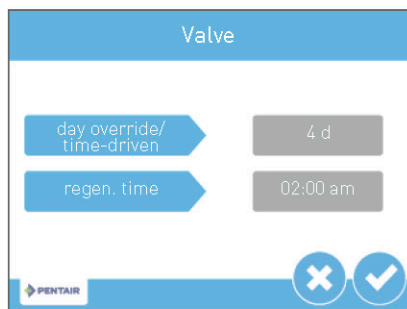 Valve
day override/
time-driven
4 d
regen. time
02:00 am
PENTAIR